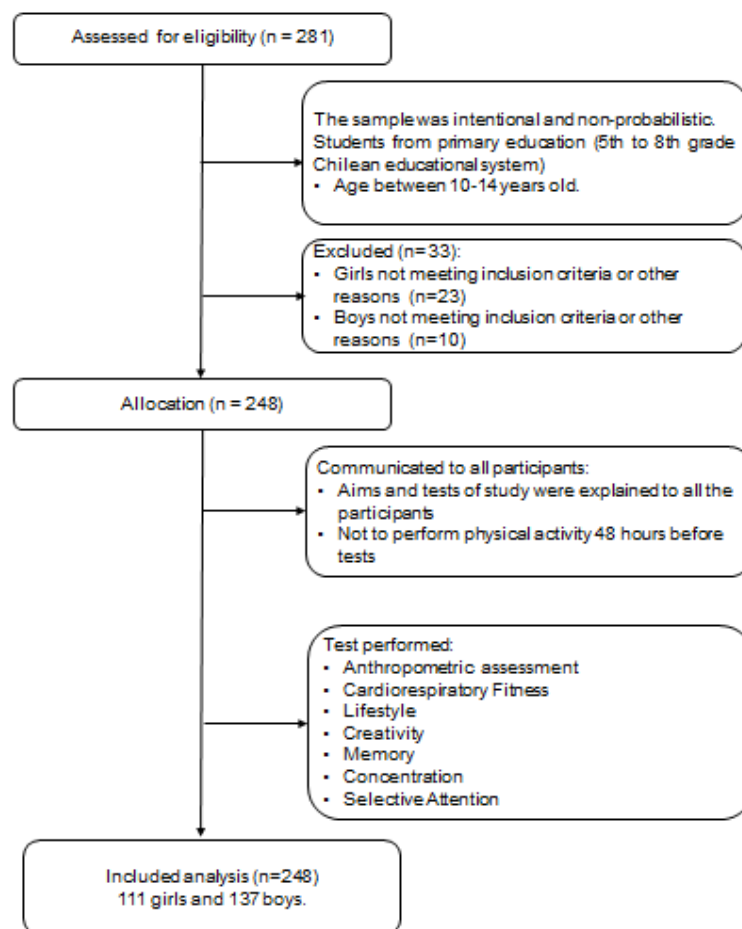 Assessed for eligibility (n = 281)
The sample was intentional and non-probabilistic.
Students from primary education (5th to 8th grade
Chilean educational system)
• Age between 10-14 years old.
Excluded (n= 33):
• Girls not meeting inclusion criteria or other
reasons (n=23)
• Boys not meeting inclusion criteria or other
reasons (n=10)
Allocation (n = 248)
Communicated to all participants:
• Aims and tests of study were explained to all the
participants
• Not to perform physical activity 48 hours before
tests
Test performed:
• Anthropometric assessment
• Cardiorespiratory Fitness
• Lifestyle
• Creativity
• Memory
• Concentration
• Selective Attention
Included analysis (n=248)
111 girls and 137 boys.